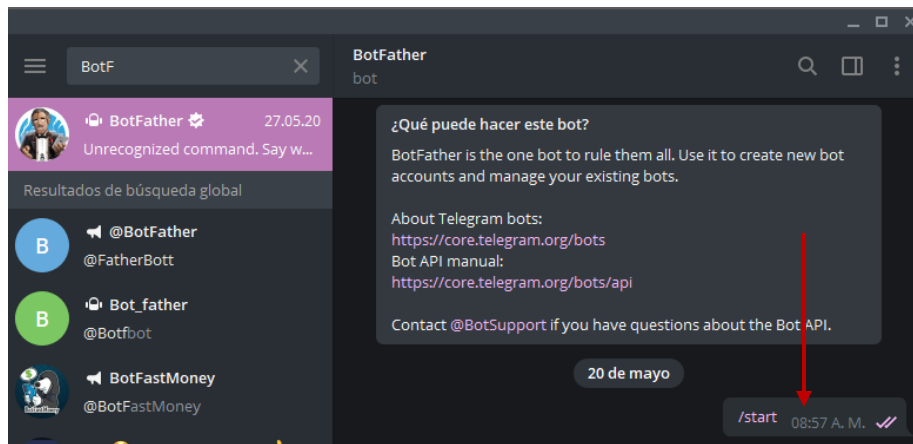 BotF
BotFather
27.05.20
Unrecognized command. Say w...
Resultados de búsqueda global
B
@BotFather
@FatherBott
B
Bot_father
@Botfbot
BotFastMoney
@BotFastMoney
BotFather
bot
¿Qué puede hacer este bot?
BotFather is the one bot to rule them all. Use it to create new bot
accounts and manage your existing bots.
About Telegram bots:
https://core.telegram.org/bots
Bot API manual:
https://core.telegram.org/bots/api
Contact @BotSupport if you have questions about the Bot API.
20 de mayo
/start 08:57 A. M.